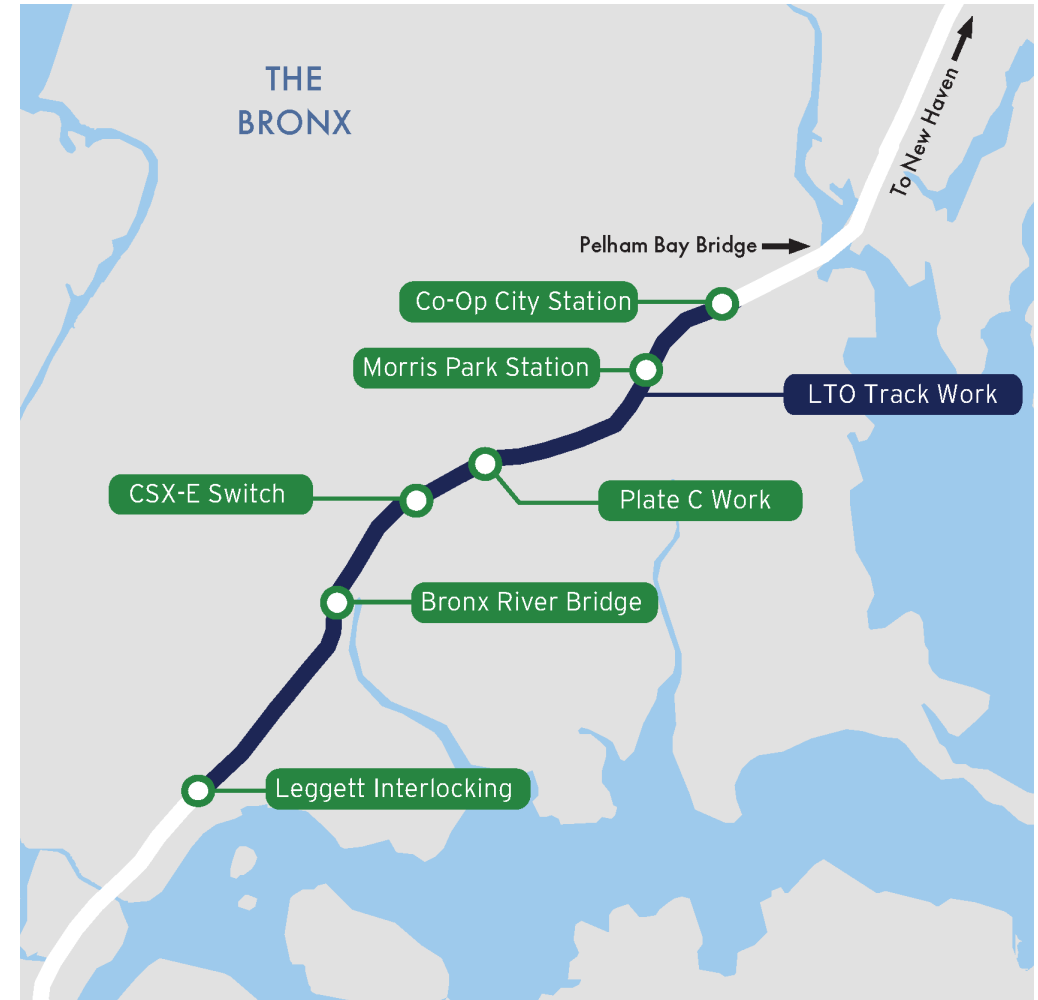 THE
BRONX
To New Haven
Pelham Bay Bridge
Co-Op City Station
Morris Park Station
LTO Track Work
CSX-E Switch
Plate C Work
Bronx River Bridge
Leggett Interlocking